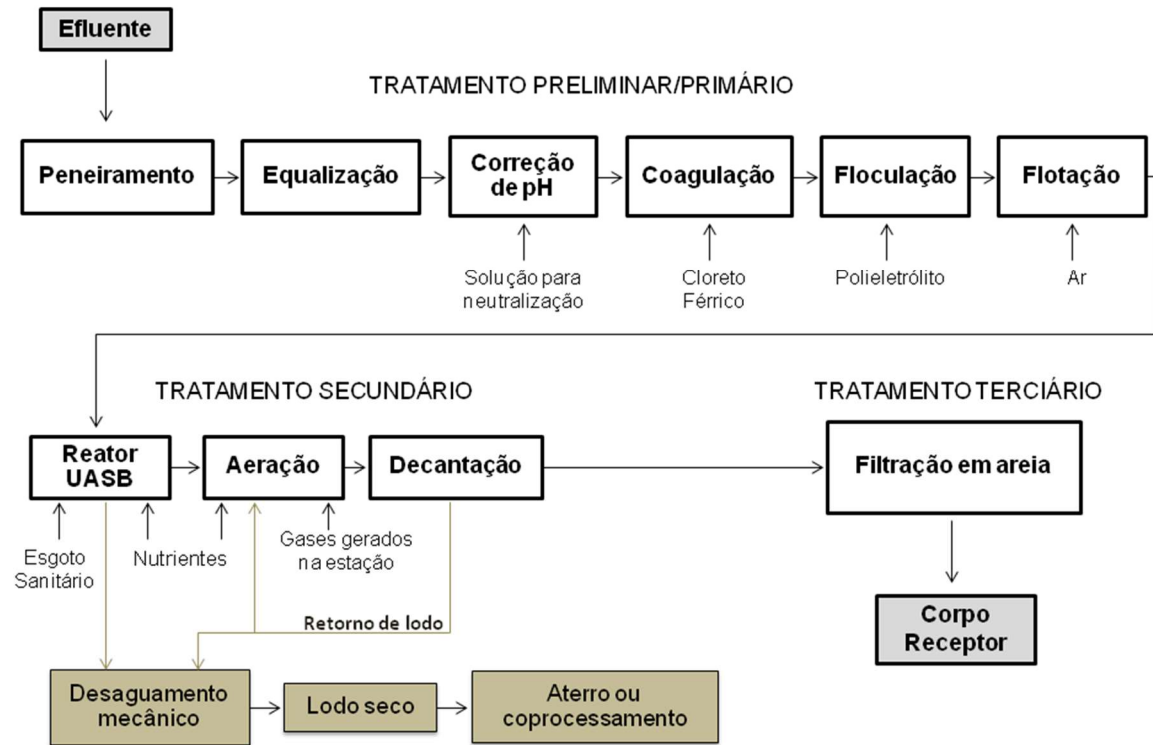 Efluente
TRATAMENTO PRELIMINAR/PRIMÁRIO
Peneiramento
Equalização
Correção
de pH
Coagulação
Floculação
Flotação
Solução para
neutralização
Cloreto
Férrico
Polieletrólito
Ar
TRATAMENTO SECUNDÁRIO
TRATAMENTO TERCIÁRIO
Reator
UASB
Aeração
Decantação
Filtração em areia
Esgoto
Sanitário
Nutrientes
Gases gerados
na estação
Retorno de lodo
Corpo
Receptor
Desaguamento
mecânico
Lodo seco
Aterro ou
coprocessamento